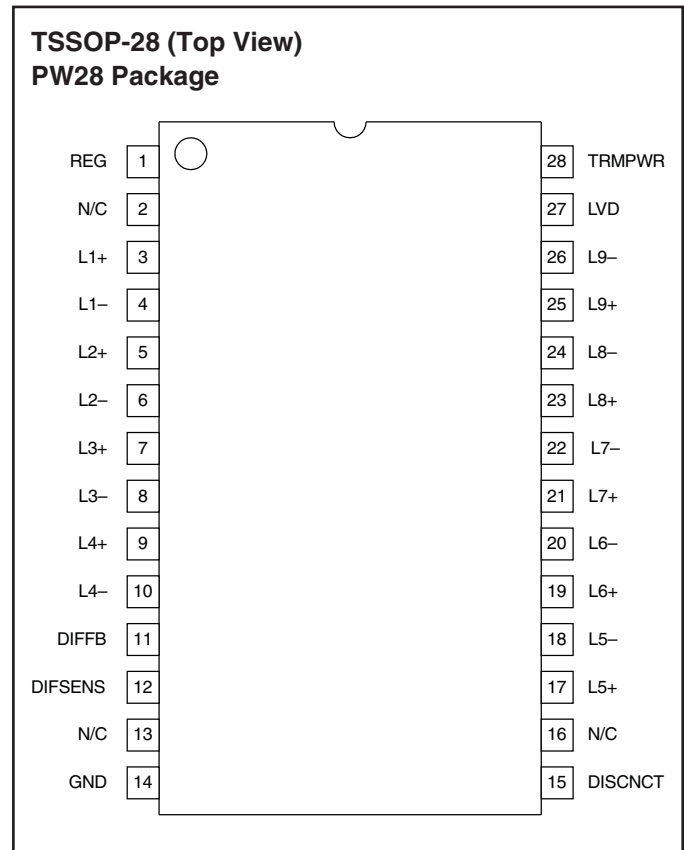 TSSOP-28 (Top View)
PW28 Package
REG 1 28 TRMPWR
N/C 2 27 LVD
L1+ 3 26 L9–
L1– 4 25 L9+
L2+ 5 24 L8–
L2– 6 23 L8+
L3+ 7 22 L7–
L3– 8 21 L7+
L4+ 9 20 L6–
L4– 10 19 L6+
DIFFB 11 18 L5–
DIFSENS 12 17 L5+
N/C 13 16 N/C
GND 14 15 DISCNCT